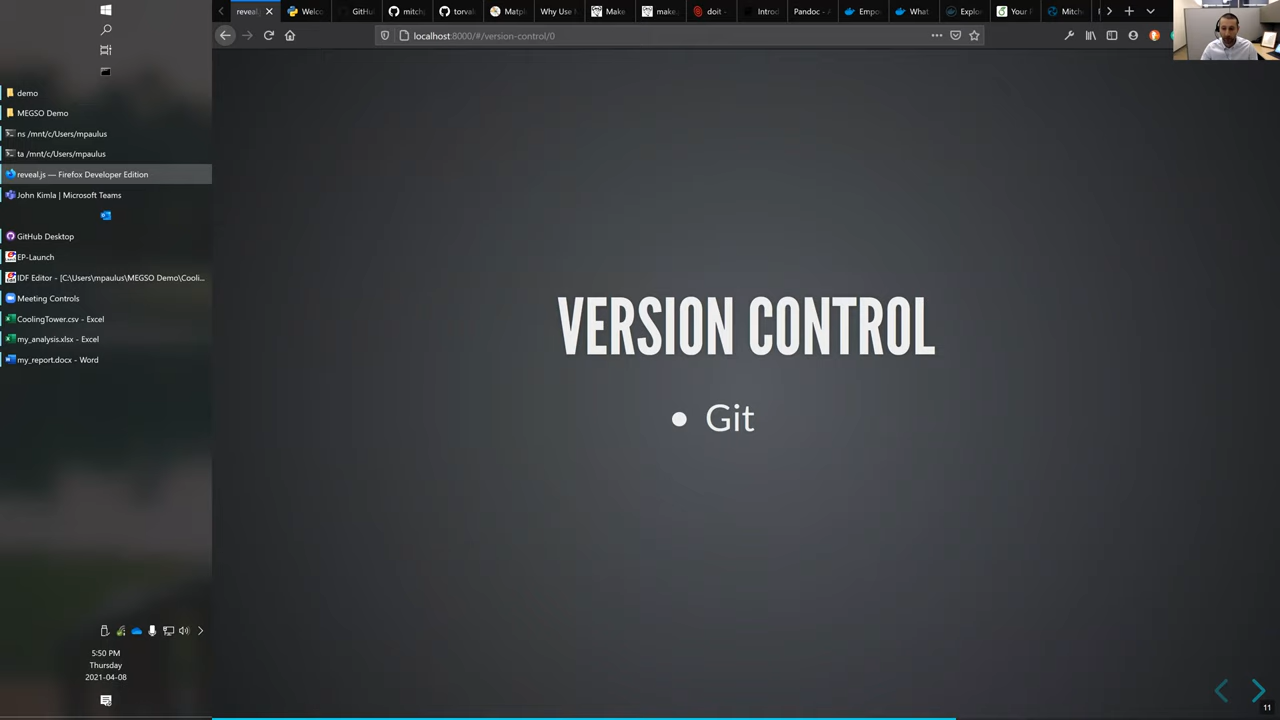 demo
MEGSO Demo
ns /mnt/c/Users/mpaulus
ta /mnt/c/Users/mpaulus
reveal.js — Firefox Developer Edition
John Kimla | Microsoft Teams
GitHub Desktop
EP-Launch
IDF Editor - [C:\Users\mpaulus\MEGSO Demo\Cooli...
Meeting Controls
CoolingTower.csv - Excel
my_analysis.xlsx - Excel
my_report.docx - Word
5:50 PM
Thursday
2021-04-08
reveal. Welco GitHu mitch torval Matpl Why Use Make make. doit - Introd Pandoc - A Empo What Explo Your P Mitch
localhost:8000/#/version-control/0
VERSION CONTROL
• Git
11